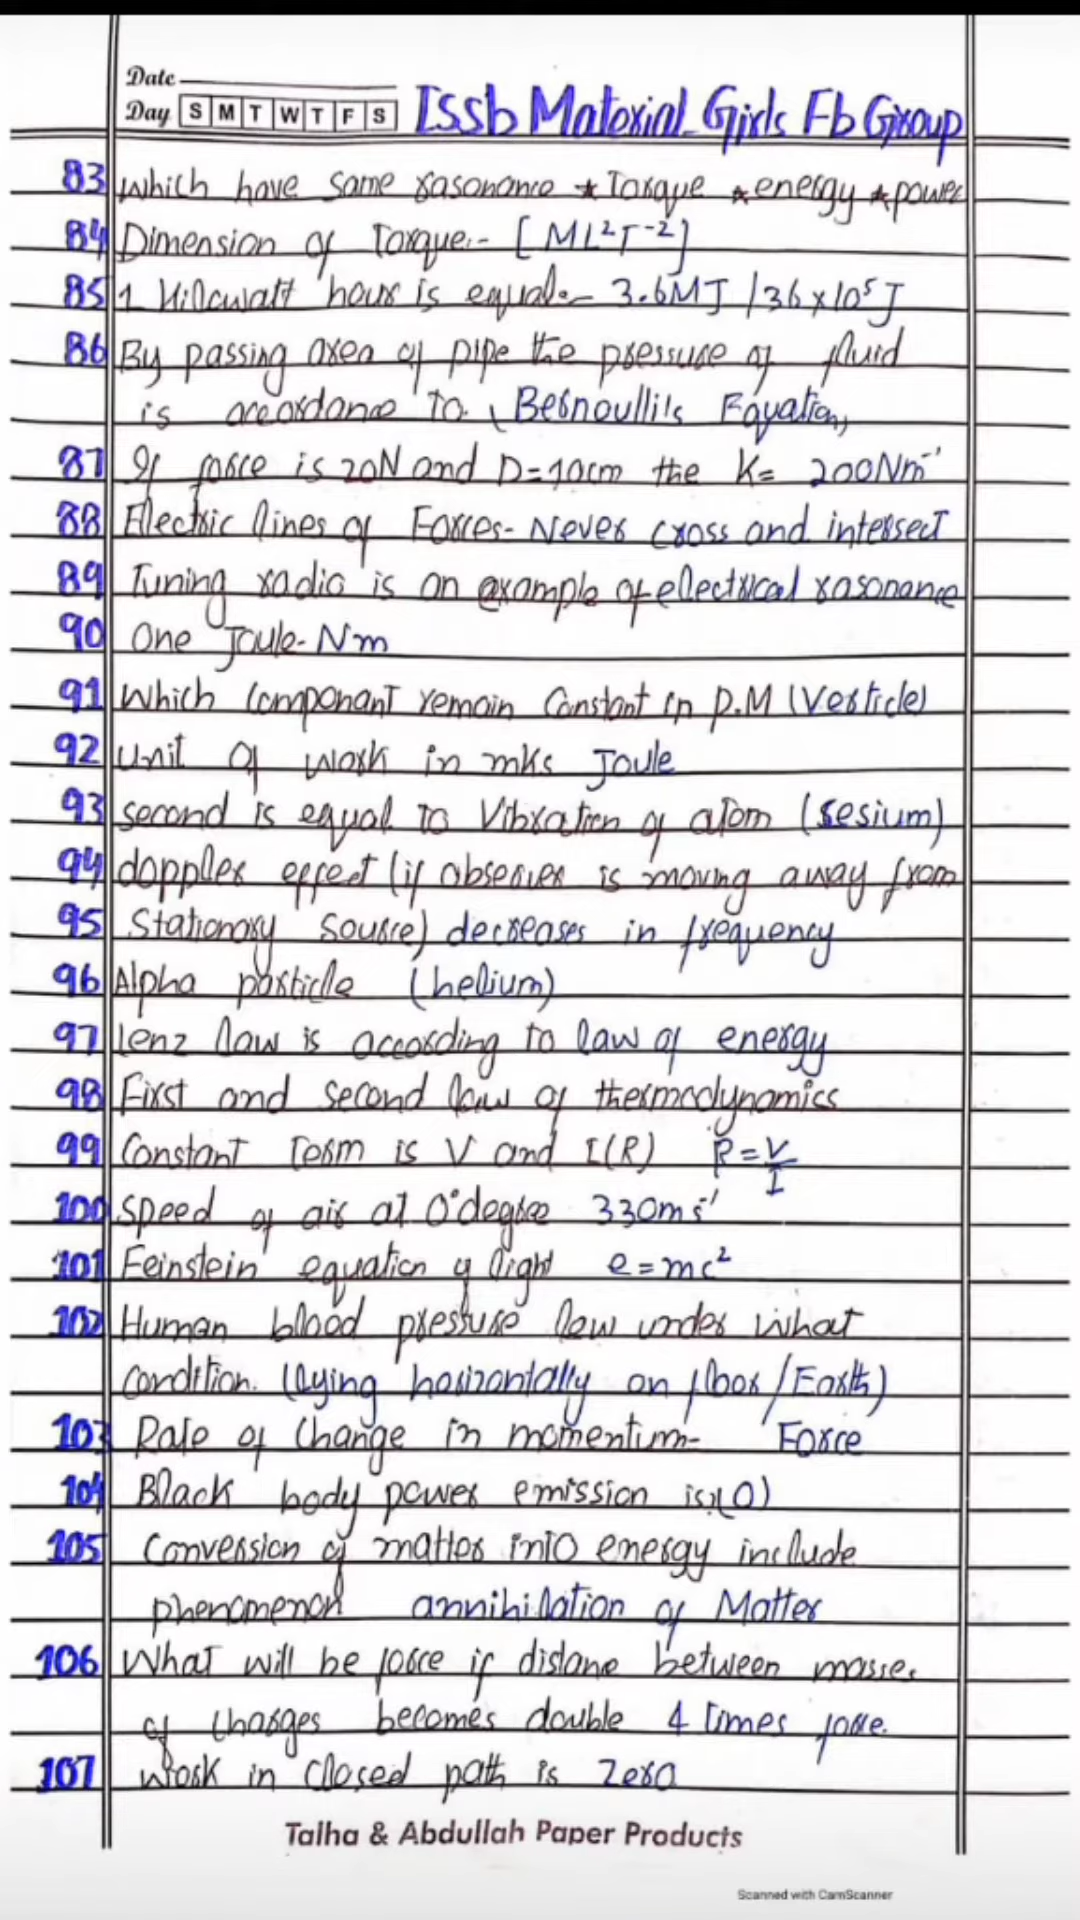 Date
Day S M T W T F S Issb Material Girls Fb Group
83 Which have same rasonance * Torque * energy * power
84 Dimension of Torque:- [ML²T⁻²]
85 1 Kilowatt hour is equal:- 3.6MJ / 36 x 10⁵ J
86 By passing area of pipe the pressure of fluid
is accordance to (Bernoulli's Equation)
87 If force is 20N and D=10cm the K= 200Nm⁻¹
88 Electric lines of Forces- Never cross and intersect
89 Tuning radio is an example of electrical rasonance
90 One Joule- Nm
91 Which Componant remain Constant in P.M (Verticle)
92 Unit of work in mks Joule
93 second is equal to Vibration of atom (sesium)
94 doppler effect (if observer is moving away from
95 Stationary Source) decreases in frequency
96 Alpha particle (helium)
97 lenz law is according to law of energy
98 First and second law of thermodynamics
99 Constant Term is V and I(R) R = V/I
100 Speed of air at 0° degree 330ms⁻¹
101 Feinstein equation of light e = mc²
102 Human blood pressure low under what
condition. (lying horizontally on floor / Earth)
103 Rate of change in momentum- Force
104 Black body power emission is (0)
105 Conversion of matter into energy include
phenomenon annihilation of Matter
106 What will be force if distane between masses
of charges becomes double 4 times force.
107 Work in closed path is Zero
Talha & Abdullah Paper Products
Scanned with CamScanner